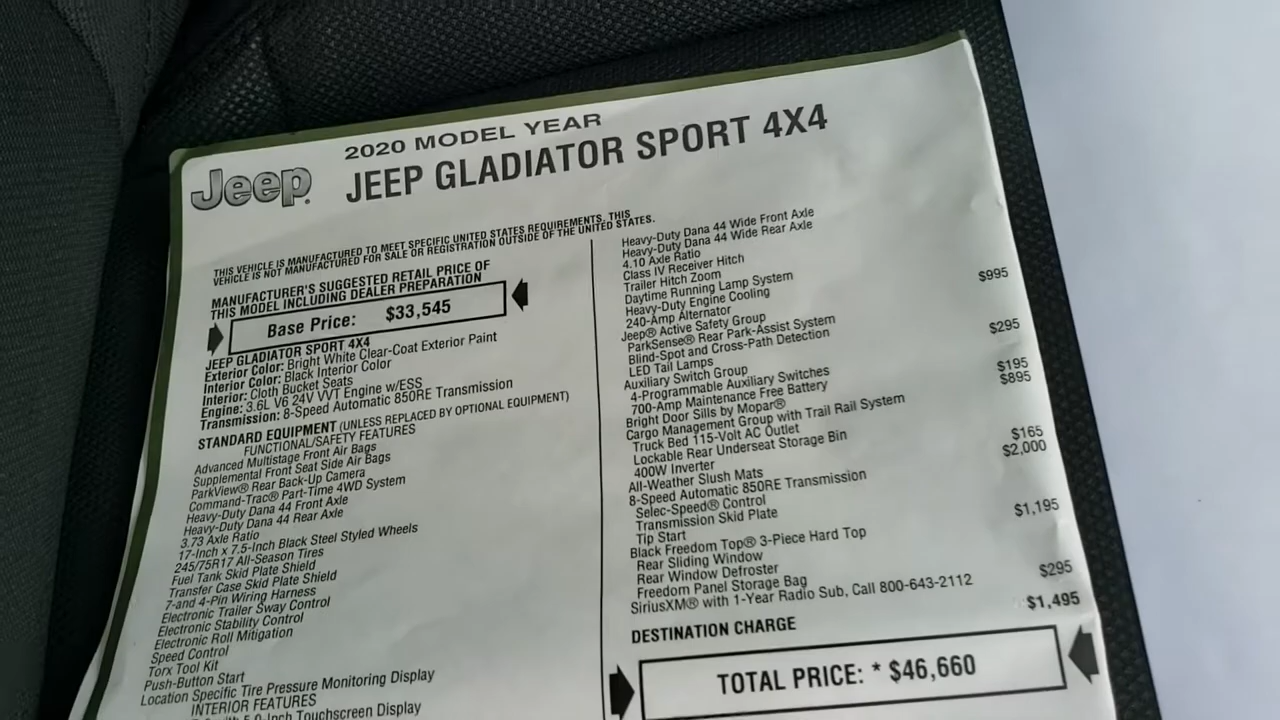 Jeep
2020 MODEL YEAR
JEEP GLADIATOR SPORT 4X4
THIS VEHICLE IS MANUFACTURED TO MEET SPECIFIC UNITED STATES REQUIREMENTS. THIS
VEHICLE IS NOT MANUFACTURED FOR SALE OR REGISTRATION OUTSIDE OF THE UNITED STATES.
MANUFACTURER'S SUGGESTED RETAIL PRICE OF
THIS MODEL INCLUDING DEALER PREPARATION
Base Price: $33,545
JEEP GLADIATOR SPORT 4X4
Exterior Color: Bright White Clear-Coat Exterior Paint
Interior Color: Black Interior Color
Interior: Cloth Bucket Seats
Engine: 3.6L V6 24V VVT Engine w/ESS
Transmission: 8-Speed Automatic 850RE Transmission
STANDARD EQUIPMENT (UNLESS REPLACED BY OPTIONAL EQUIPMENT)
FUNCTIONAL/SAFETY FEATURES
Advanced Multistage Front Air Bags
Supplemental Front Seat Side Air Bags
ParkView® Rear Back-Up Camera
Command-Trac® Part-Time 4WD System
Heavy-Duty Dana 44 Front Axle
Heavy-Duty Dana 44 Rear Axle
3.73 Axle Ratio
17-Inch x 7.5-Inch Black Steel Styled Wheels
245/75R17 All-Season Tires
Fuel Tank Skid Plate Shield
Transfer Case Skid Plate Shield
7-and 4-Pin Wiring Harness
Electronic Trailer Sway Control
Electronic Stability Control
Electronic Roll Mitigation
Speed Control
Torx Tool Kit
Push-Button Start
Location Specific Tire Pressure Monitoring Display
INTERIOR FEATURES
with 5.0-Inch Touchscreen Display
Heavy-Duty Dana 44 Wide Front Axle
Heavy-Duty Dana 44 Wide Rear Axle
4.10 Axle Ratio
Class IV Receiver Hitch
Trailer Hitch Zoom
Daytime Running Lamp System
Heavy-Duty Engine Cooling
240-Amp Alternator
Jeep® Active Safety Group $995
ParkSense® Rear Park-Assist System
Blind-Spot and Cross-Path Detection
LED Tail Lamps
Auxiliary Switch Group $295
4-Programmable Auxiliary Switches
700-Amp Maintenance Free Battery
Bright Door Sills by Mopar® $195
Cargo Management Group with Trail Rail System $895
Truck Bed 115-Volt AC Outlet
Lockable Rear Underseat Storage Bin
400W Inverter
All-Weather Slush Mats $165
8-Speed Automatic 850RE Transmission $2,000
Selec-Speed® Control
Transmission Skid Plate
Tip Start
Black Freedom Top® 3-Piece Hard Top $1,195
Rear Sliding Window
Rear Window Defroster
Freedom Panel Storage Bag
SiriusXM® with 1-Year Radio Sub, Call 800-643-2112 $295
DESTINATION CHARGE $1,495
TOTAL PRICE: * $46,660